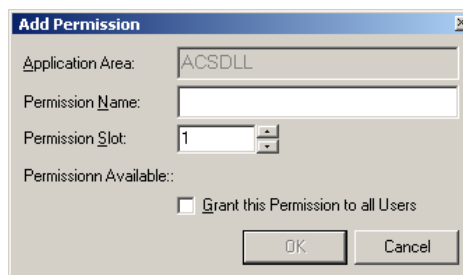 Add Permission
Application Area: ACSDLL
Permission Name:
Permission Slot: 1
Permissionn Available::
Grant this Permission to all Users
OK Cancel